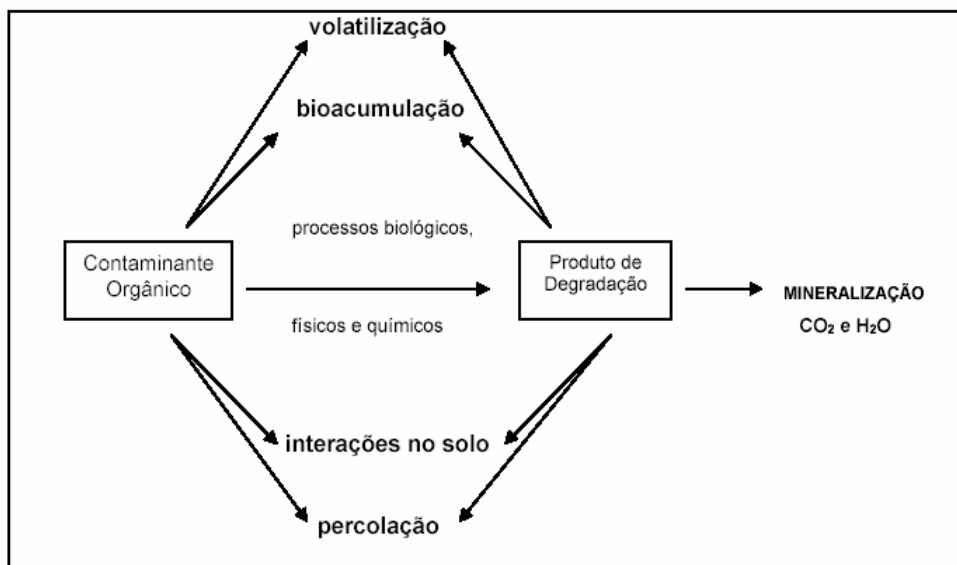 volatilização
bioacumulação
processos biológicos,
Contaminante
Orgânico
Produto de
Degradação
MINERALIZAÇÃO
CO₂ e H₂O
físicos e químicos
interações no solo
percolação